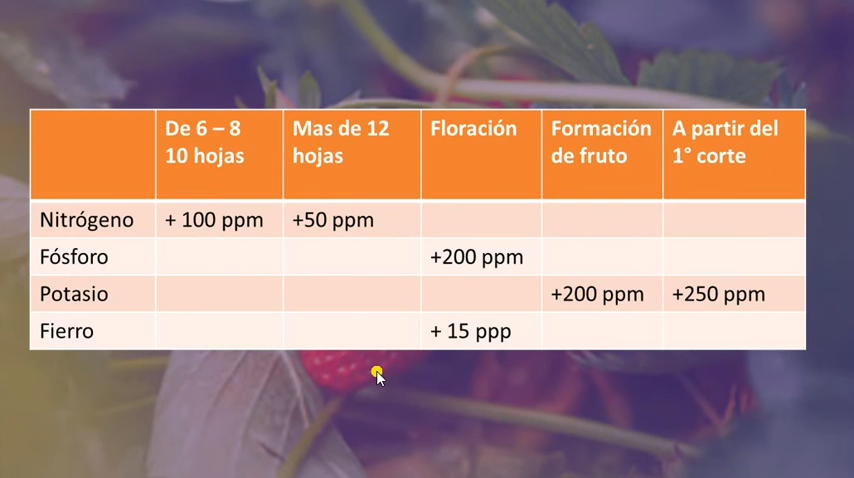 De 6 – 8
10 hojas
Mas de 12
hojas
Floración
Formación
de fruto
A partir del
1° corte
Nitrógeno + 100 ppm +50 ppm
Fósforo +200 ppm
Potasio +200 ppm +250 ppm
Fierro + 15 ppp